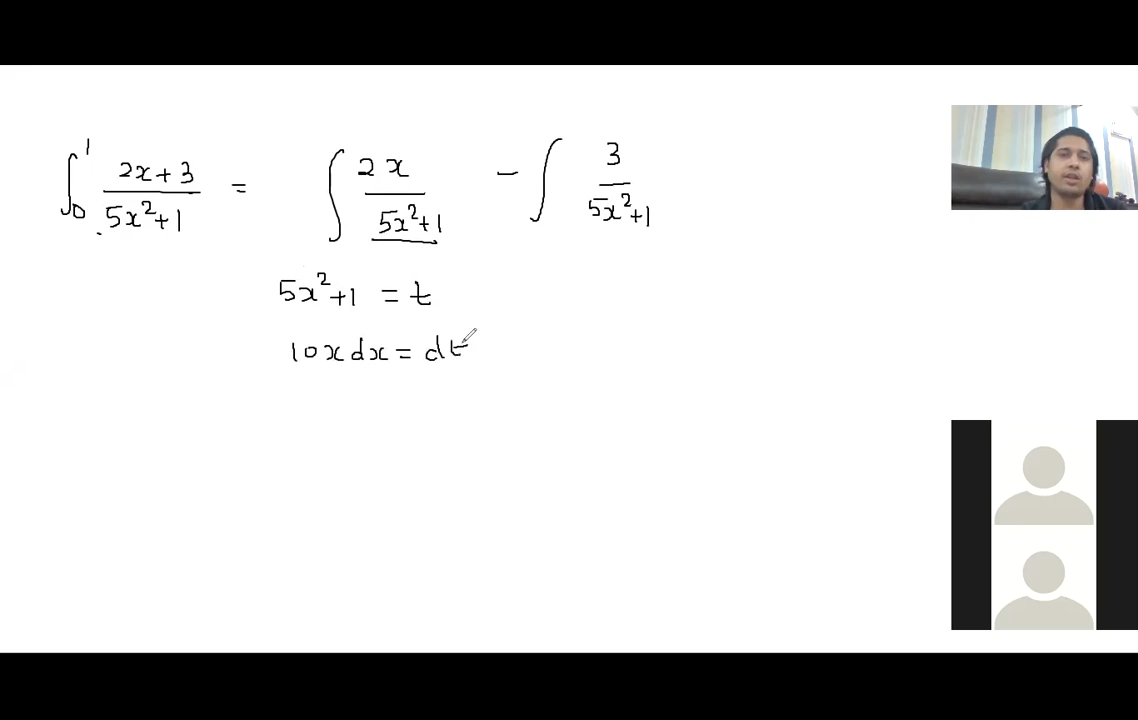 ∫₀¹ (2x+3)/(5x²+1) = ∫ 2x/(5x²+1) - ∫ 3/(5x²+1)
5x²+1 = t
10x dx = dt